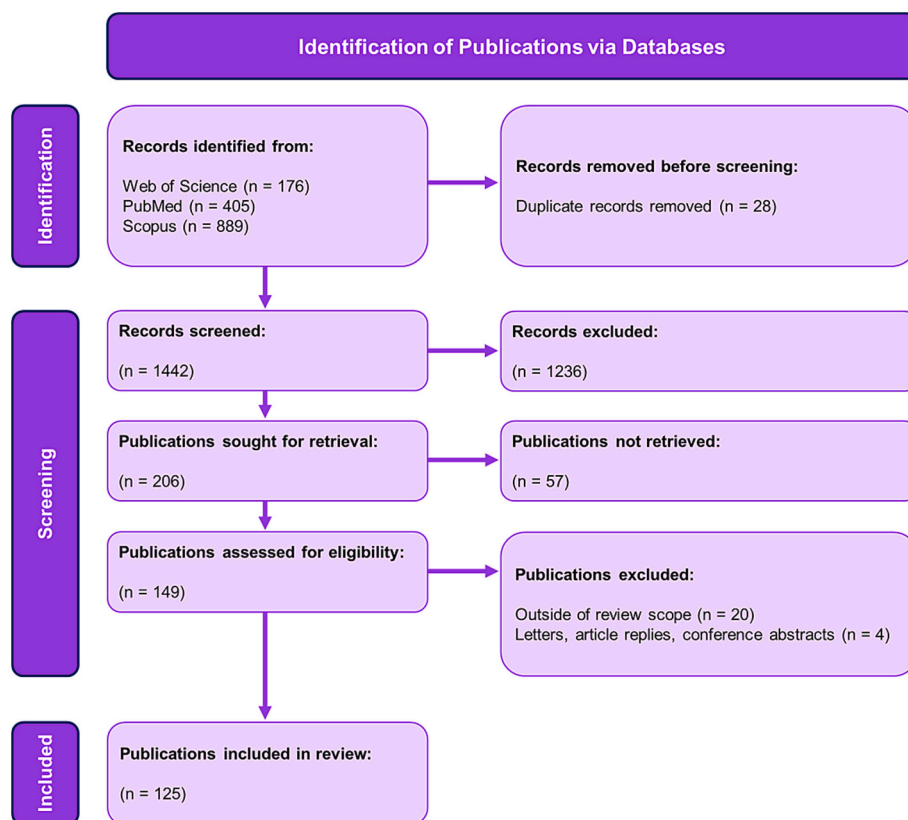 Identification of Publications via Databases
Identification
Records identified from:
Web of Science (n = 176)
PubMed (n = 405)
Scopus (n = 889)
Records removed before screening:
Duplicate records removed (n = 28)
Screening
Records screened:
(n = 1442)
Records excluded:
(n = 1236)
Publications sought for retrieval:
(n = 206)
Publications not retrieved:
(n = 57)
Publications assessed for eligibility:
(n = 149)
Publications excluded:
Outside of review scope (n = 20)
Letters, article replies, conference abstracts (n = 4)
Included
Publications included in review:
(n = 125)